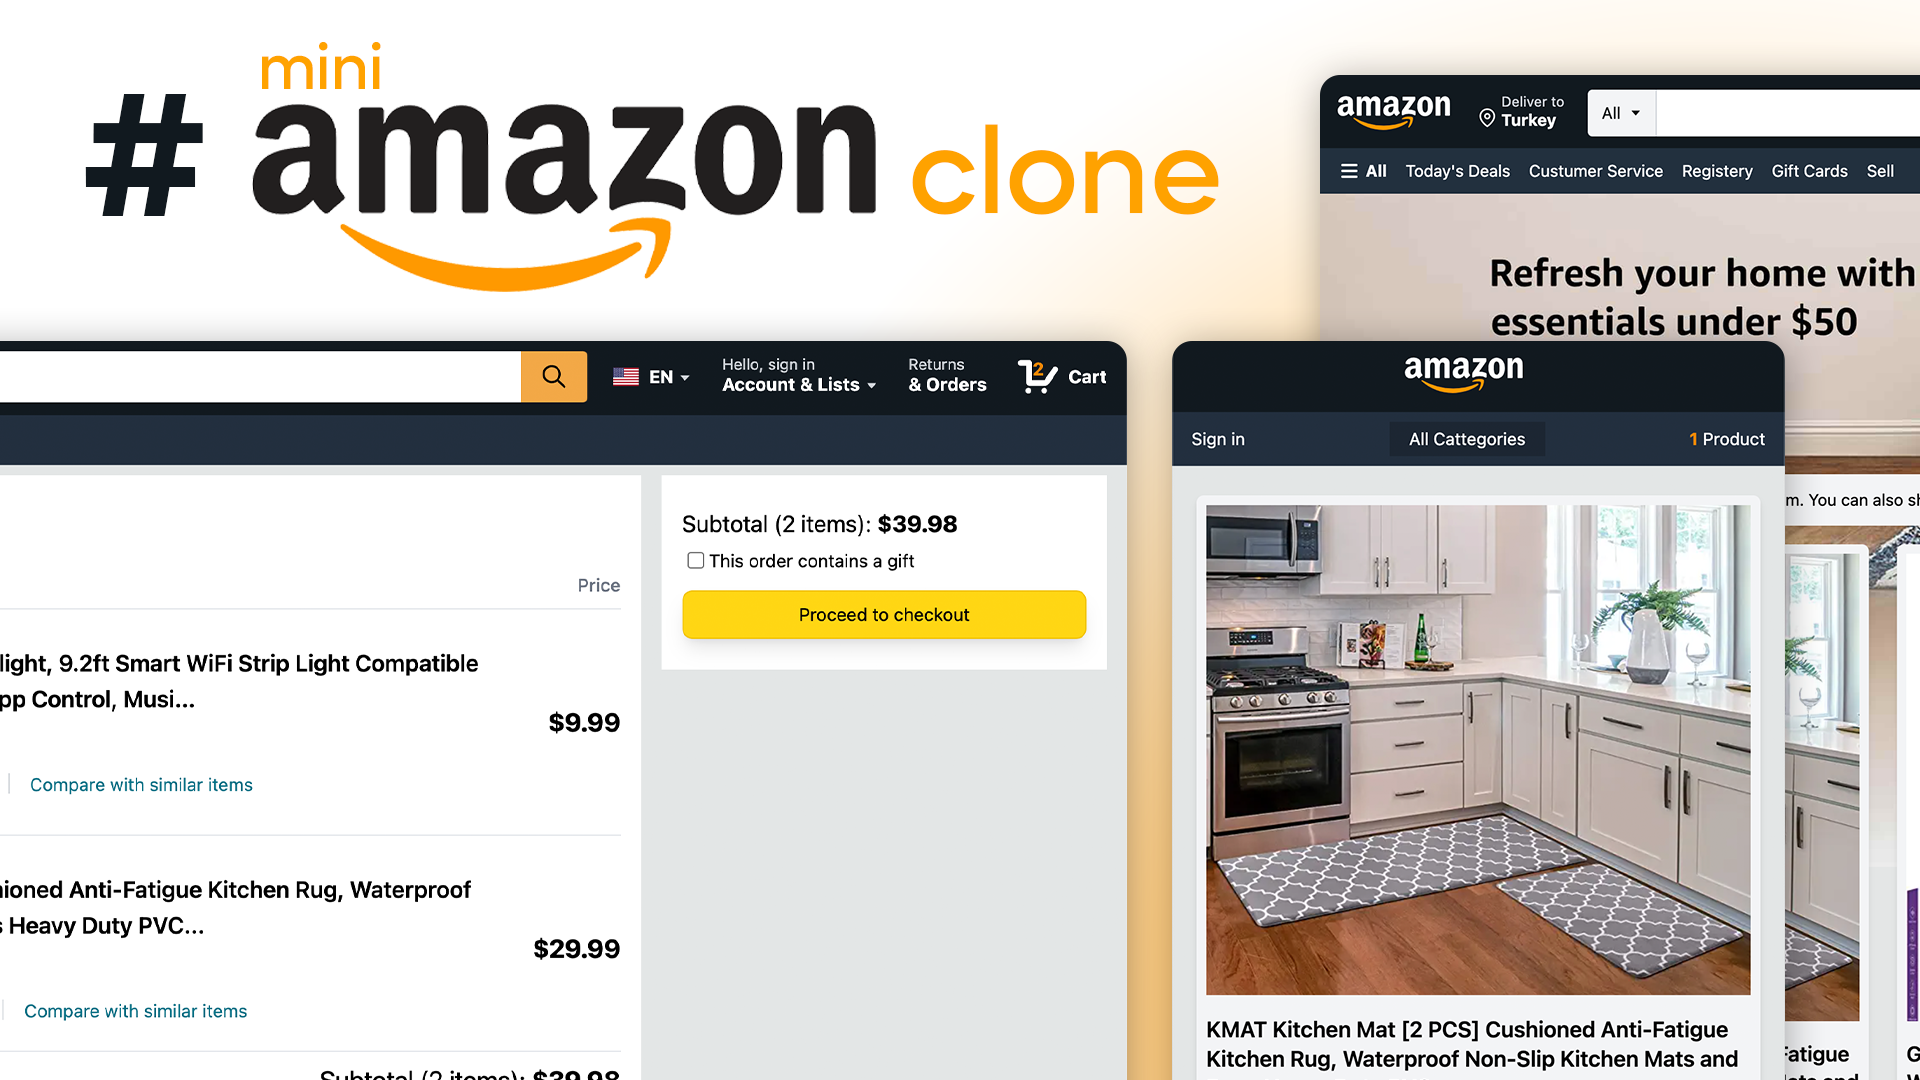 mini
# amazon clone
amazon
Deliver to
Turkey
All
All
Today's Deals
Custumer Service
Registery
Gift Cards
Sell
Refresh your home with
essentials under $50
m. You can also
EN
Hello, sign in
Account & Lists
Returns
& Orders
2
Cart
Price
light, 9.2ft Smart WiFi Strip Light Compatible
pp Control, Musi...
$9.99
Compare with similar items
ioned Anti-Fatigue Kitchen Rug, Waterproof
s Heavy Duty PVC...
$29.99
Compare with similar items
Subtotal (2 items): $39.98
Subtotal (2 items): $39.98
This order contains a gift
Proceed to checkout
amazon
Sign in
All Cattegories
1 Product
KMAT Kitchen Mat [2 PCS] Cushioned Anti-Fatigue
Kitchen Rug, Waterproof Non-Slip Kitchen Mats and
Fatigue
G